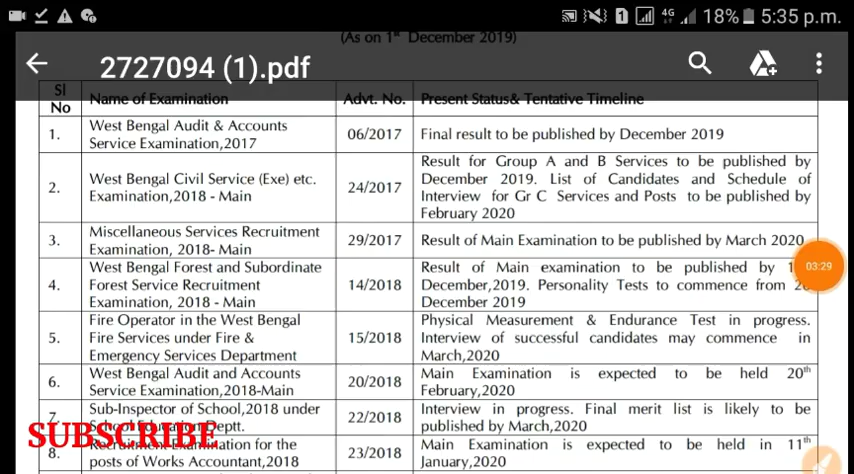 4G 18% 5:35 p.m.
(As on 1st December 2019)
2727094 (1).pdf
Sl No Name of Examination Advt. No. Present Status& Tentative Timeline
1. West Bengal Audit & Accounts
Service Examination,2017
06/2017
Final result to be published by December 2019
2. West Bengal Civil Service (Exe) etc.
Examination,2018 - Main
24/2017
Result for Group A and B Services to be published by
December 2019. List of Candidates and Schedule of
Interview for Gr C Services and Posts to be published by
February 2020
3. Miscellaneous Services Recruitment
Examination, 2018- Main
29/2017
Result of Main Examination to be published by March 2020
03:29
4. West Bengal Forest and Subordinate
Forest Service Recruitment
Examination, 2018 - Main
14/2018
Result of Main examination to be published by
December,2019. Personality Tests to commence from
December 2019
5. Fire Operator in the West Bengal
Fire Services under Fire &
Emergency Services Department
15/2018
Physical Measurement & Endurance Test in progress.
Interview of successful candidates may commence in
March,2020
6. West Bengal Audit and Accounts
Service Examination,2018-Main
20/2018
Main Examination is expected to be held 20th
February,2020
7. Sub-Inspector of School,2018 under
School Education Deptt.
22/2018
Interview in progress. Final merit list is likely to be
published by March,2020
SUBSCRIBE
8. Recruitment Examination for the
posts of Works Accountant,2018
23/2018
Main Examination is expected to be held in 11th
January,2020